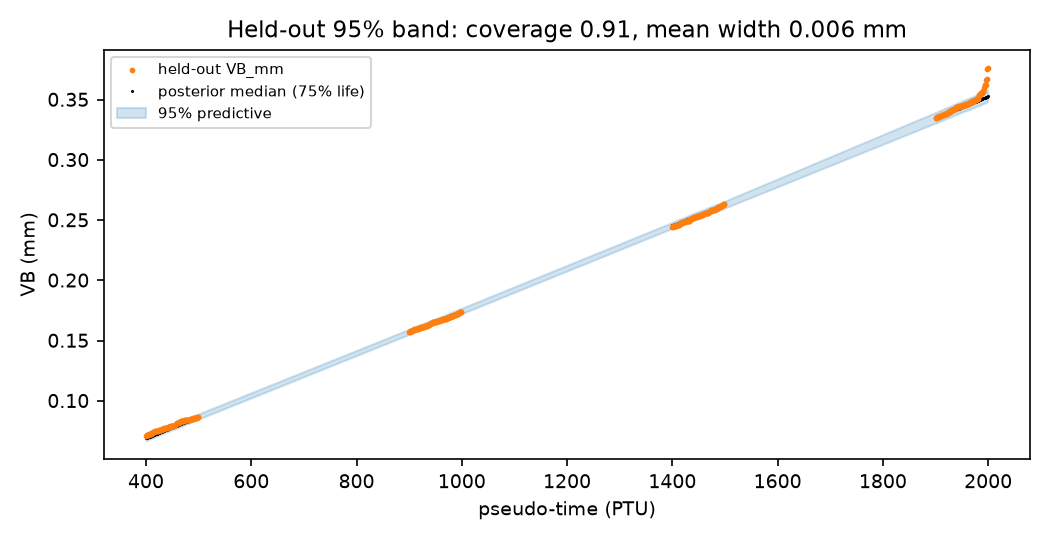 Held-out 95% band: coverage 0.91, mean width 0.006 mm
held-out VB_mm
posterior median (75% life)
95% predictive
VB (mm)
0.35
0.30
0.25
0.20
0.15
0.10
400 600 800 1000 1200 1400 1600 1800 2000
pseudo-time (PTU)